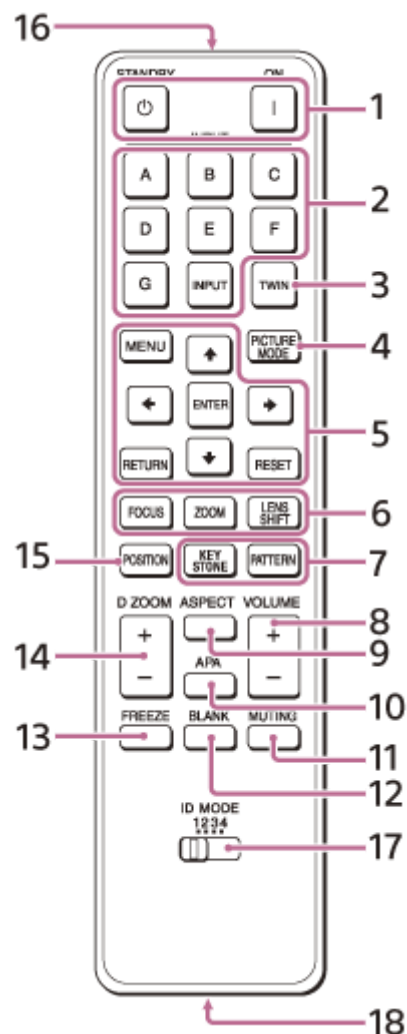 16
STANDBY ON
1
INPUT
A B C
2
D E F
G INPUT TWIN
3
MENU PICTURE MODE
4
ENTER
5
RETURN RESET
FOCUS ZOOM LENS SHIFT
6
15 POSITION KEY STONE PATTERN
7
D ZOOM ASPECT VOLUME
8
+ +
9
14
APA
− −
10
FREEZE BLANK MUTING
13
11
12
ID MODE
1234
17
18